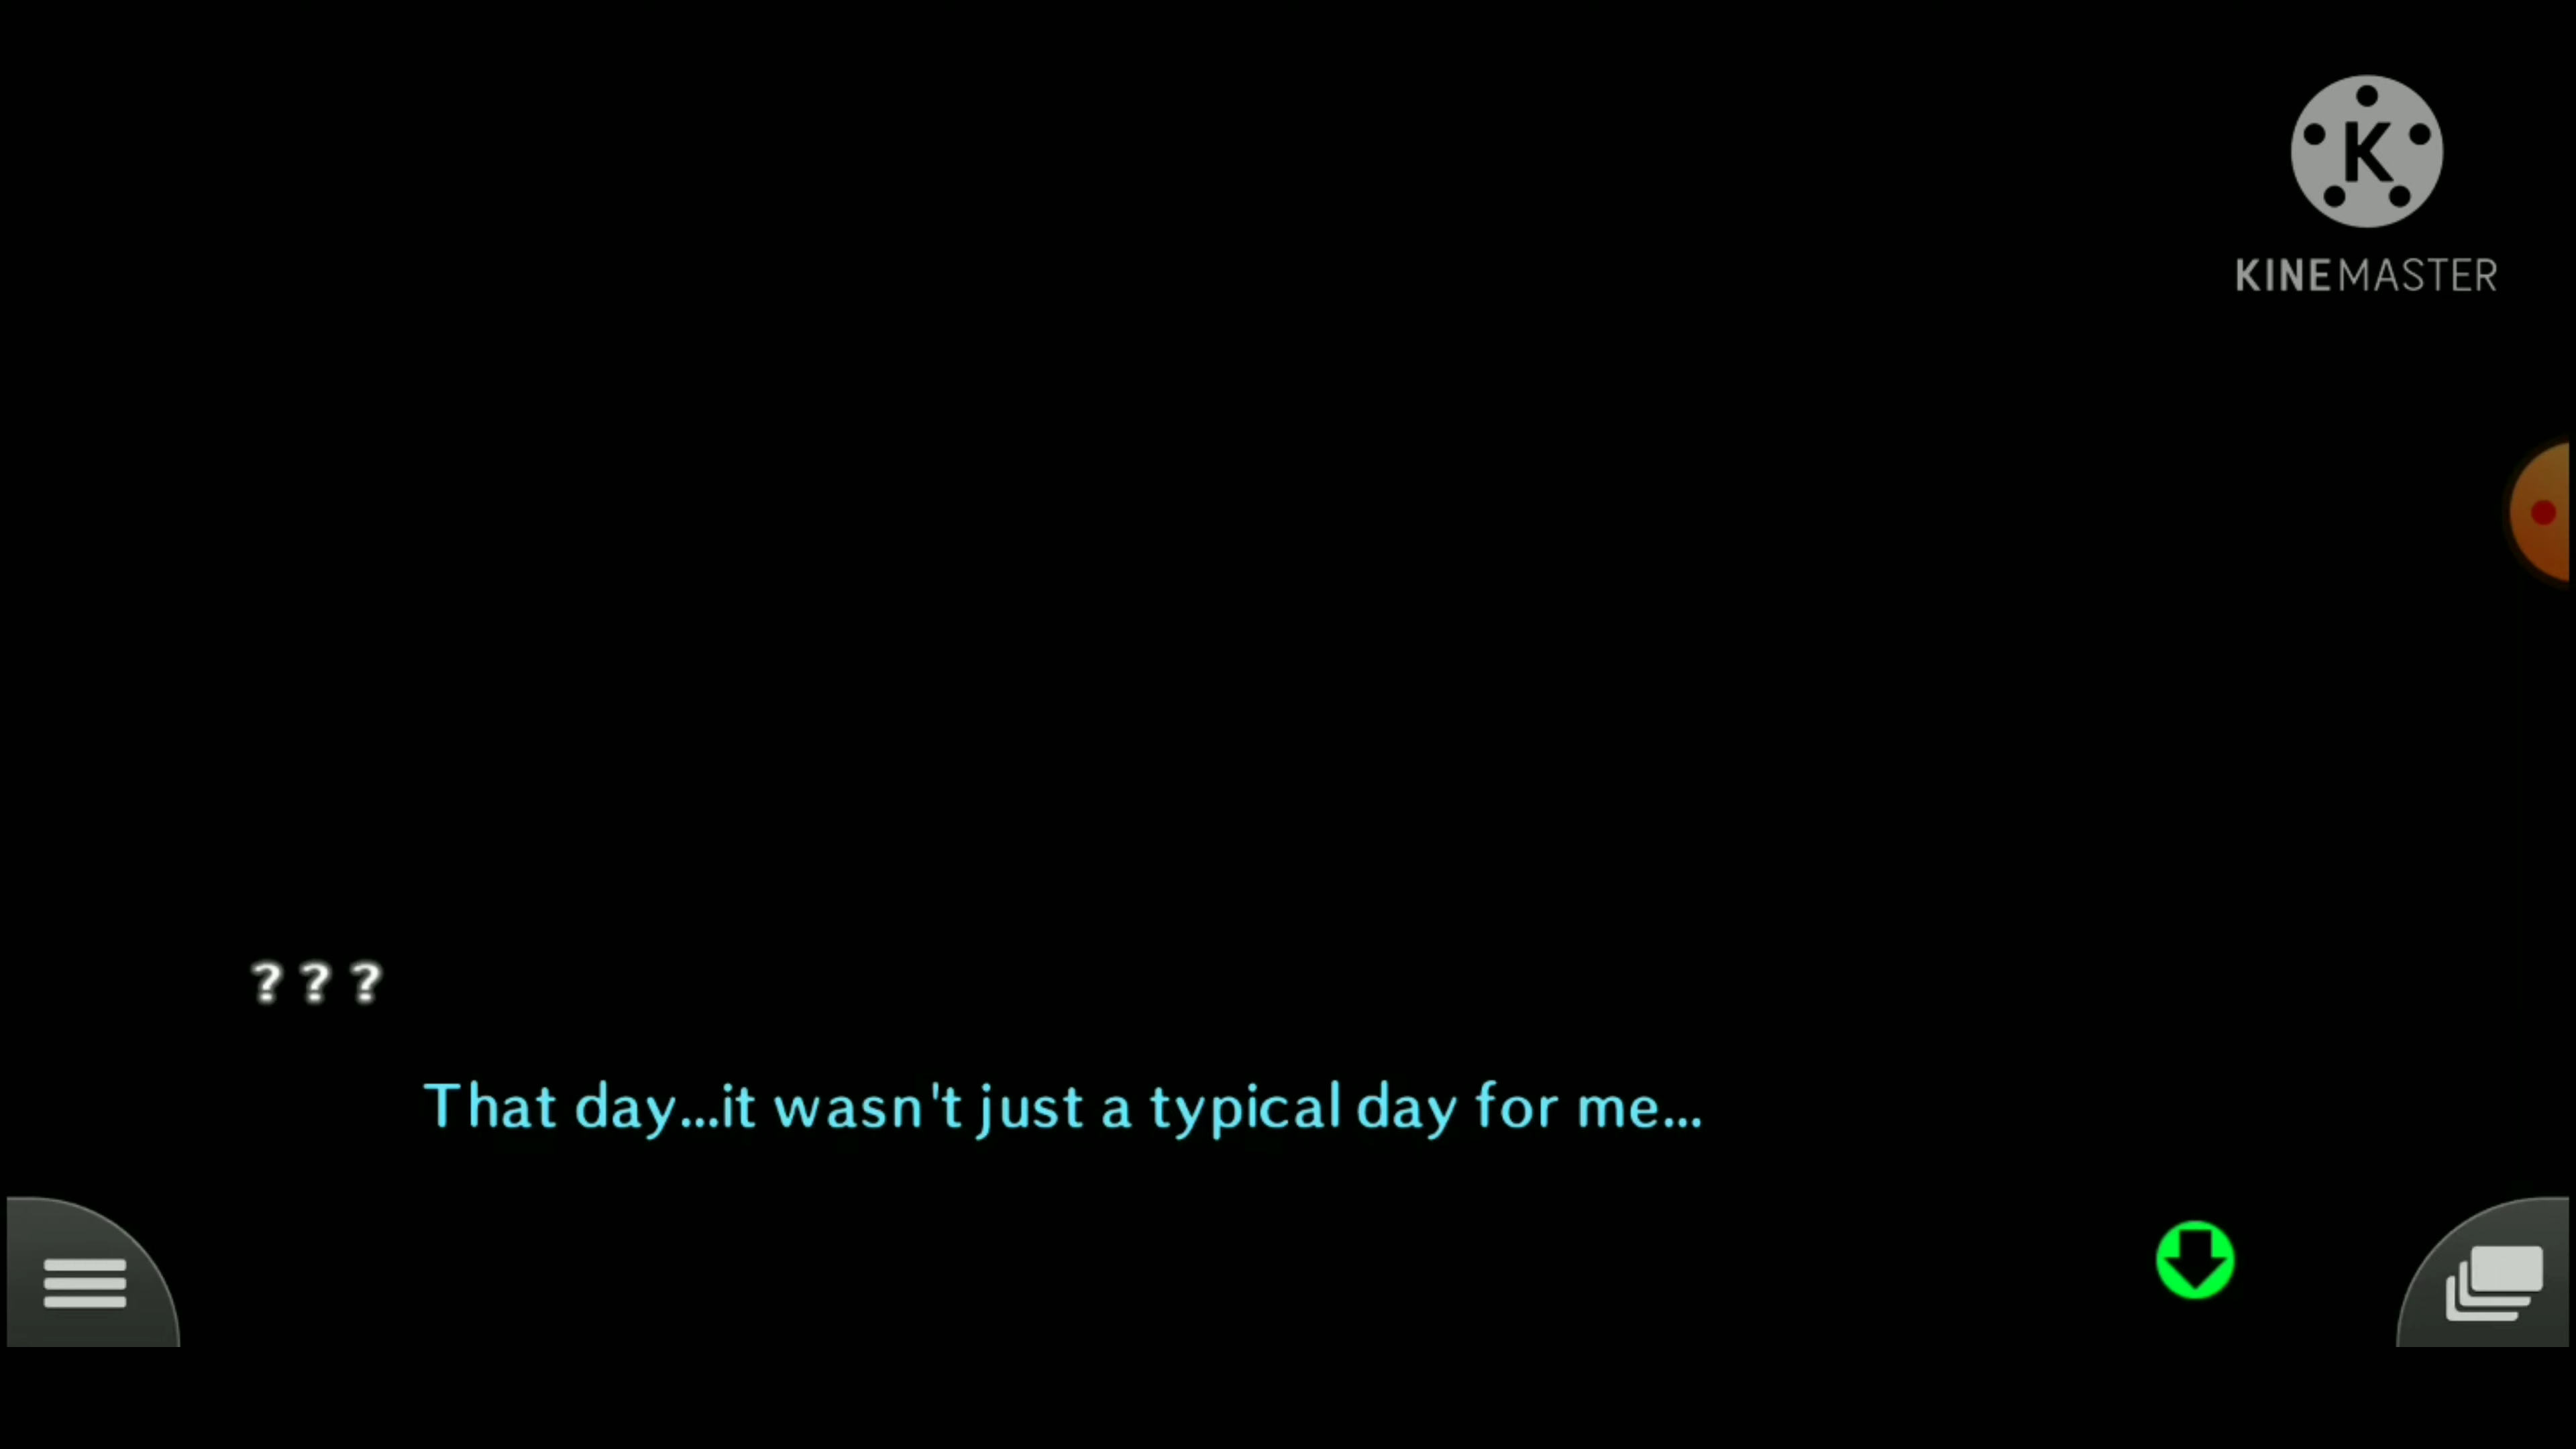 K
KINEMASTER
? ? ?
That day...it wasn't just a typical day for me...